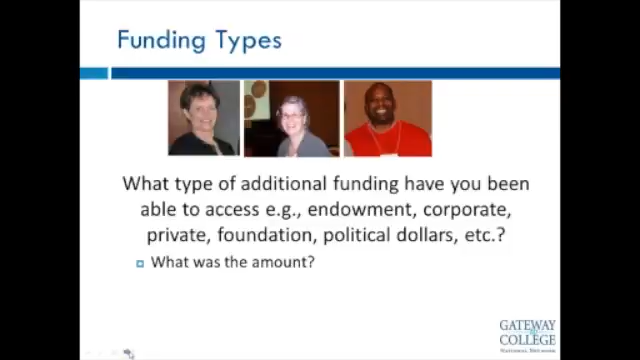 Funding Types
What type of additional funding have you been
able to access e.g., endowment, corporate,
private, foundation, political dollars, etc.?
What was the amount?
GATEWAY
COLLEGE